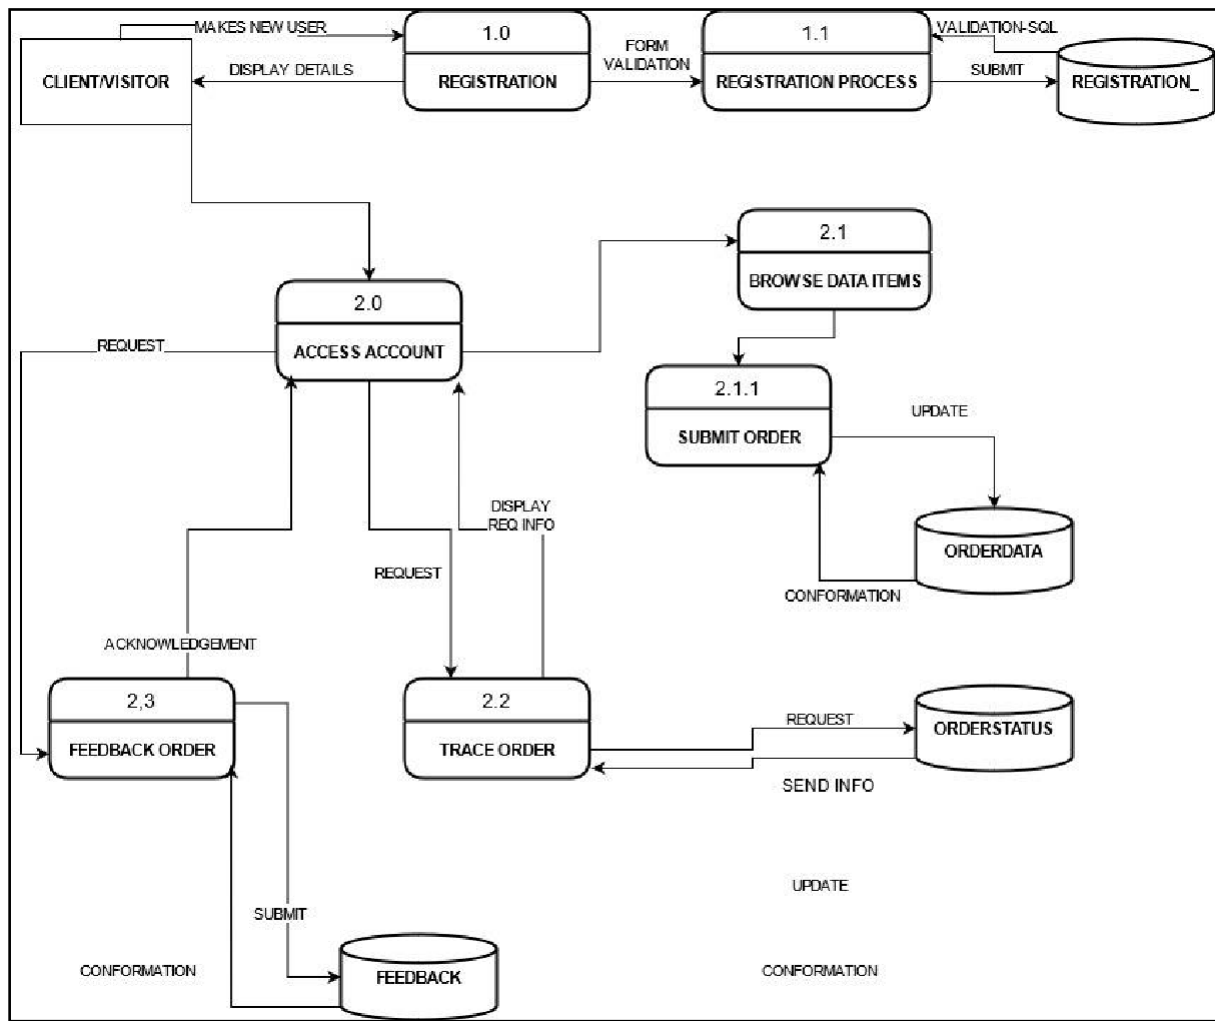 MAKES NEW USER
1.0
1.1
VALIDATION-SQL
FORM
VALIDATION
CLIENT/VISITOR
DISPLAY DETAILS
REGISTRATION
REGISTRATION PROCESS
SUBMIT
REGISTRATION_
2.1
BROWSE DATA ITEMS
2.0
REQUEST
ACCESS ACCOUNT
2.1.1
UPDATE
SUBMIT ORDER
DISPLAY
REQ INFO
ORDERDATA
REQUEST
CONFORMATION
ACKNOWLEDGEMENT
2,3
2.2
FEEDBACK ORDER
TRACE ORDER
REQUEST
ORDERSTATUS
SEND INFO
UPDATE
SUBMIT
CONFORMATION
FEEDBACK
CONFORMATION